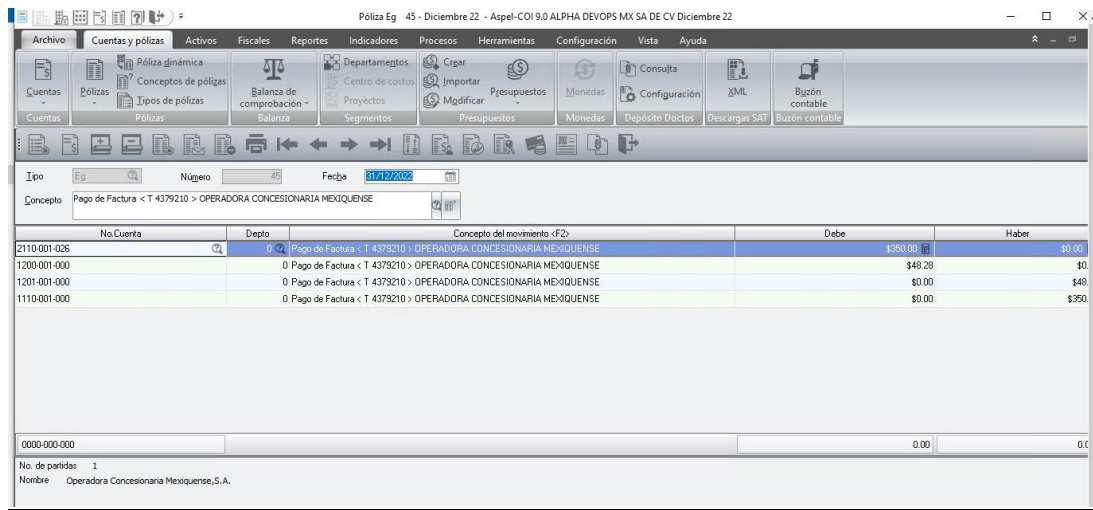 Póliza Eg 45 - Diciembre 22 - Aspel-COI 9.0 ALPHA DEVOPS MX SA DE CV Diciembre 22
Archivo Cuentas y pólizas Activos Fiscales Reportes Indicadores Procesos Herramientas Configuración Vista Ayuda
Póliza dinámica Departamentos Crear Consulta
Conceptos de pólizas Centro de costos Importar
Cuentas Pólizas Tipos de pólizas Balanza de comprobación Proyectos Modificar Presupuestos Monedas Configuración XML Buzón contable
Cuentas Pólizas Balanza Segmentos Presupuestos Monedas Depósito Doctos Descargas SAT Buzón contable
Tipo Eg Número 45 Fecha 31/12/2022
Concepto Pago de Factura < T 4379210 > OPERADORA CONCESIONARIA MEXIQUENSE
No.Cuenta Depto Concepto del movimiento <F2> Debe Haber
2110-001-026 0 Pago de Factura < T 4379210 > OPERADORA CONCESIONARIA MEXIQUENSE $350.00 $0.00
1200-001-000 0 Pago de Factura < T 4379210 > OPERADORA CONCESIONARIA MEXIQUENSE $48.28 $0.
1201-001-000 0 Pago de Factura < T 4379210 > OPERADORA CONCESIONARIA MEXIQUENSE $0.00 $48.
1110-001-000 0 Pago de Factura < T 4379210 > OPERADORA CONCESIONARIA MEXIQUENSE $0.00 $350.
0000-000-000 0.00 0.0
No. de partidas 1
Nombre Operadora Concesionaria Mexiquense,S.A.